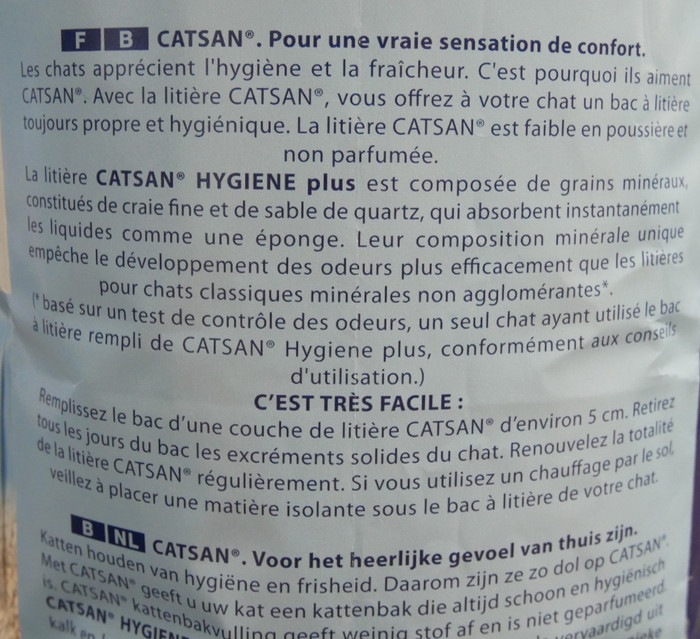 F B CATSAN®. Pour une vraie sensation de confort.
Les chats apprécient l'hygiène et la fraîcheur. C'est pourquoi ils aiment
CATSAN®. Avec la litière CATSAN®, vous offrez à votre chat un bac à litière
toujours propre et hygiénique. La litière CATSAN® est faible en poussière et
non parfumée.
La litière CATSAN® HYGIENE plus est composée de grains minéraux,
constitués de craie fine et de sable de quartz, qui absorbent instantanément
les liquides comme une éponge. Leur composition minérale unique
empêche le développement des odeurs plus efficacement que les litières
pour chats classiques minérales non agglomérantes*.
(* basé sur un test de contrôle des odeurs, un seul chat ayant utilisé le bac
à litière rempli de CATSAN® Hygiene plus, conformément aux conseils
d'utilisation.)
C'EST TRÈS FACILE :
Remplissez le bac d'une couche de litière CATSAN® d'environ 5 cm. Retirez
tous les jours du bac les excréments solides du chat. Renouvelez la totalité
de la litière CATSAN® régulièrement. Si vous utilisez un chauffage par le sol,
veillez à placer une matière isolante sous le bac à litière de votre chat.
B NL CATSAN®. Voor het heerlijke gevoel van thuis zijn.
Katten houden van hygiëne en frisheid. Daarom zijn ze zo dol op CATSAN®.
Met CATSAN® geeft u uw kat een kattenbak die altijd schoon en hygiënisch
is. CATSAN® kattenbakvulling geeft weinig stof af en is niet geparfumeerd.
CATSAN® HYGIENE vervaardigd uit
kalk en